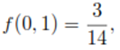 f(0, 1) = 3/14,